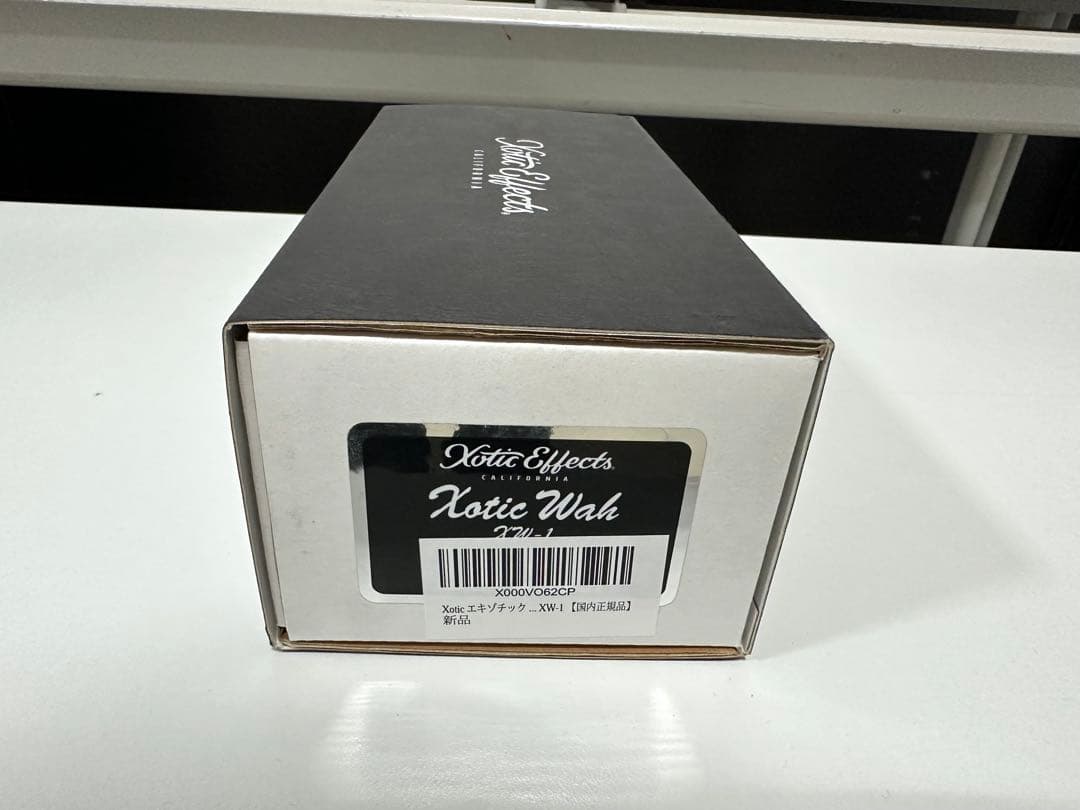 Xotic Effects
CALIFORNIA
Xotic Effects
CALIFORNIA
Xotic Wah
XW-1
X000VO62CP
Xotic エキゾチック ... XW-1 【国内正規品】
新品